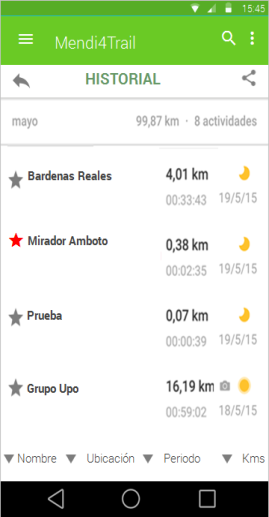 15:45
Mendi4Trail
HISTORIAL
mayo 99,87 km · 8 actividades
Bardenas Reales 4,01 km
00:33:43 19/5/15
Mirador Amboto 0,38 km
00:02:35 19/5/15
Prueba 0,07 km
00:00:39 19/5/15
Grupo Upo 16,19 km
00:59:02 18/5/15
Nombre Ubicación Periodo Kms